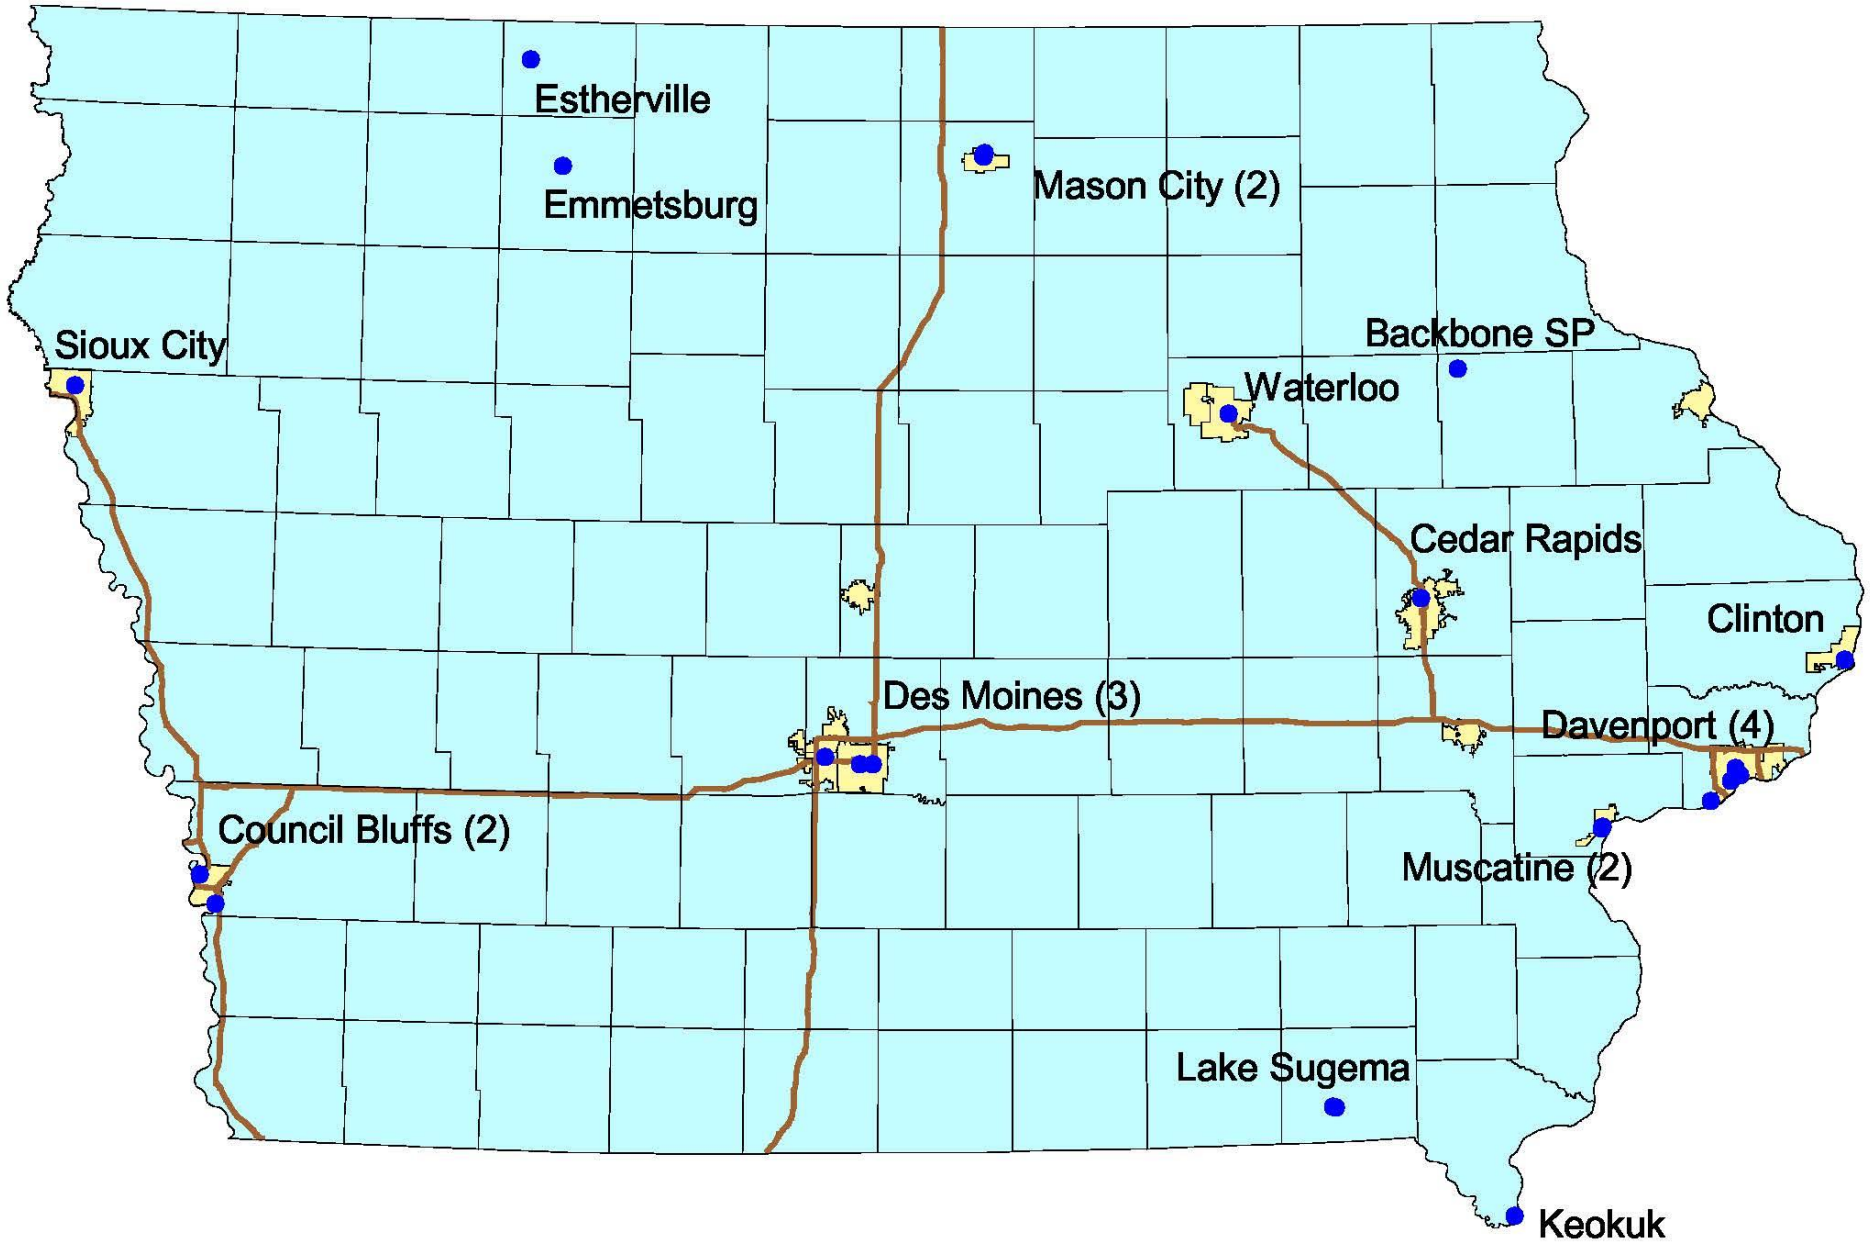 Estherville
Mason City (2)
Emmetsburg
Sioux City
Backbone SP
Waterloo
Cedar Rapids
Clinton
Des Moines (3)
Davenport (4)
Council Bluffs (2)
Muscatine (2)
Lake Sugema
Keokuk